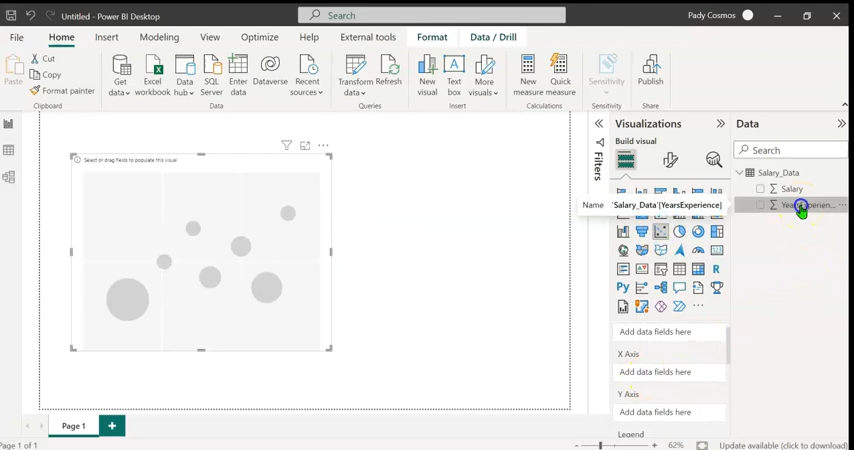 Untitled - Power BI Desktop
Search
Pady Cosmos
File
Home
Insert
Modeling
View
Optimize
Help
External tools
Format
Data / Drill
Paste
Cut
Copy
Format painter
Clipboard
Get data
Excel workbook
Data hub
SQL Server
Enter data
Dataverse
Recent sources
Data
Transform data
Refresh
Queries
New visual
Text box
More visuals
Insert
New measure
Quick measure
Calculations
Sensitivity
Sensitivity
Publish
Share
Select or drag fields to populate this visual
Filters
Visualizations
Build visual
Name 'Salary_Data'[YearsExperience]
Py
R
Add data fields here
X Axis
Add data fields here
Y Axis
Add data fields here
Legend
Data
Search
Salary_Data
Salary
YearsExperien...
Page 1
Page 1 of 1
62%
Update available (click to download)